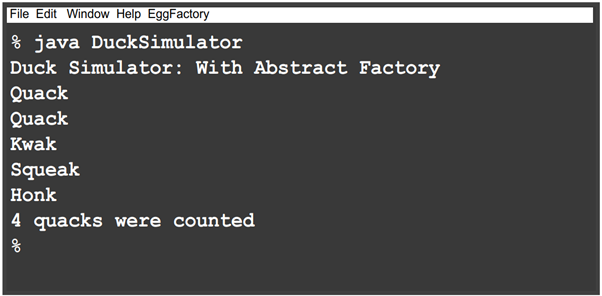 File Edit Window Help EggFactory
% java DuckSimulator
Duck Simulator: With Abstract Factory
Quack
Quack
Kwak
Squeak
Honk
4 quacks were counted
%